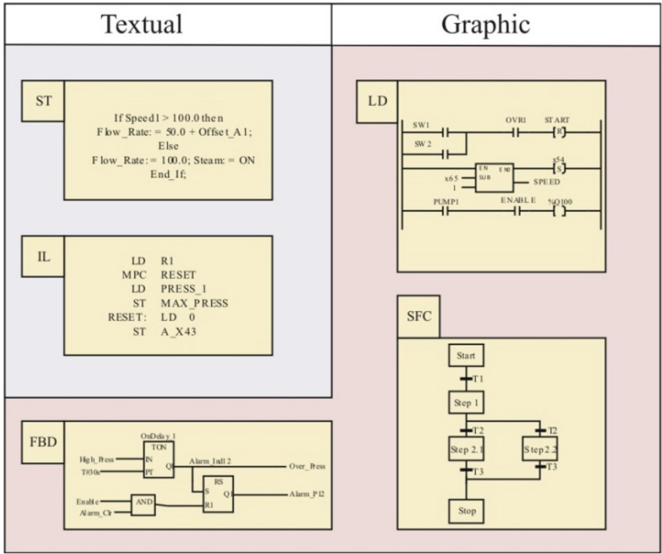 Textual
Graphic
ST
If Speed1 > 100.0 then
Flow_Rate: = 50.0 + Offset_A1;
Else
Flow_Rate: = 100.0; Steam: = ON
End_If;
LD
SW1
OVR1
START
R
SW2
x54
EN
EN0
S
SUB
x65
1
SPEED
PUMP1
ENABLE
%Q100
IL
LD R1
MPC RESET
LD PRESS_1
ST MAX_PRESS
RESET: LD 0
ST A_X43
SFC
Start
T1
Step 1
T2
T2
Step 2.1
Step 2.2
T3
T3
Stop
FBD
OnDelay 1
TON
High_Press
IN
T#30s
PT
Q
Alarm_Indl 2
Over_Press
RS
S
Q1
Alarm_P12
Enable
AND
R1
Alarm_Clr